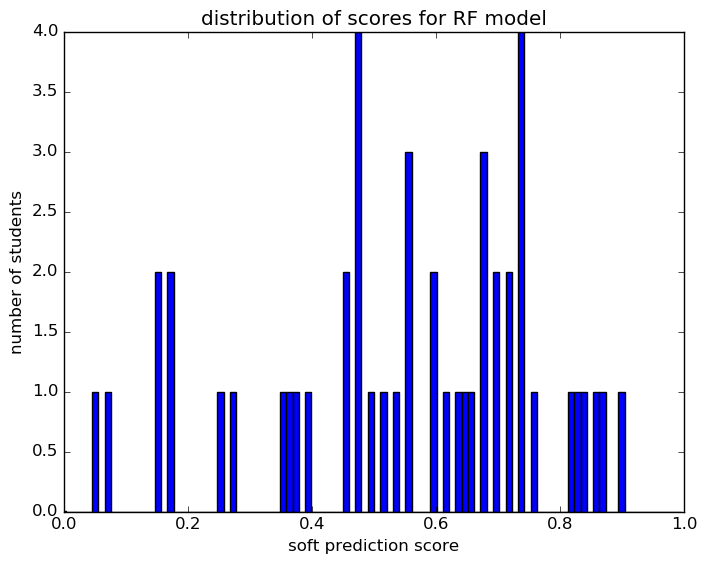 distribution of scores for RF model
4.0
3.5
3.0
2.5
2.0
1.5
1.0
0.5
0.0
number of students
0.0 0.2 0.4 0.6 0.8 1.0
soft prediction score